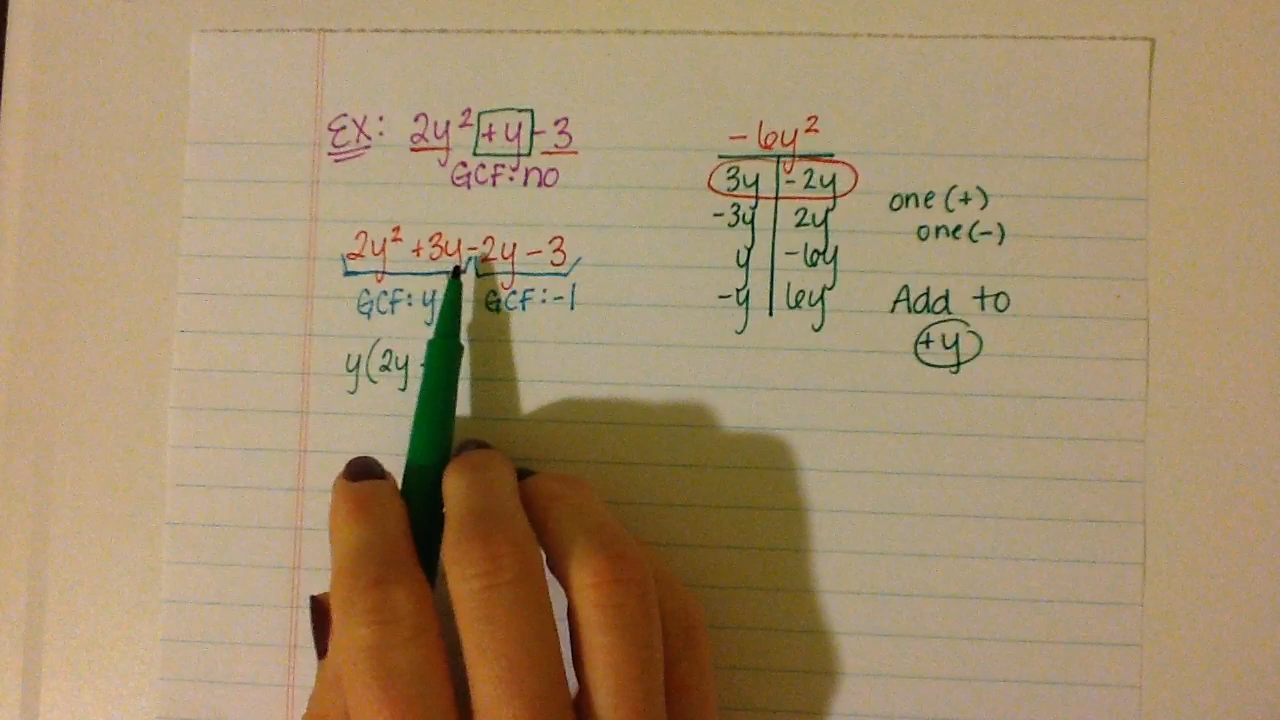 EX: 2y² +y - 3
GCF: no
2y² +3y - 2y - 3
GCF: y GCF: -1
y(2y
-6y²
3y | -2y
-3y | 2y
y | -6y
-y | 6y
one (+)
one (-)
Add to
+y